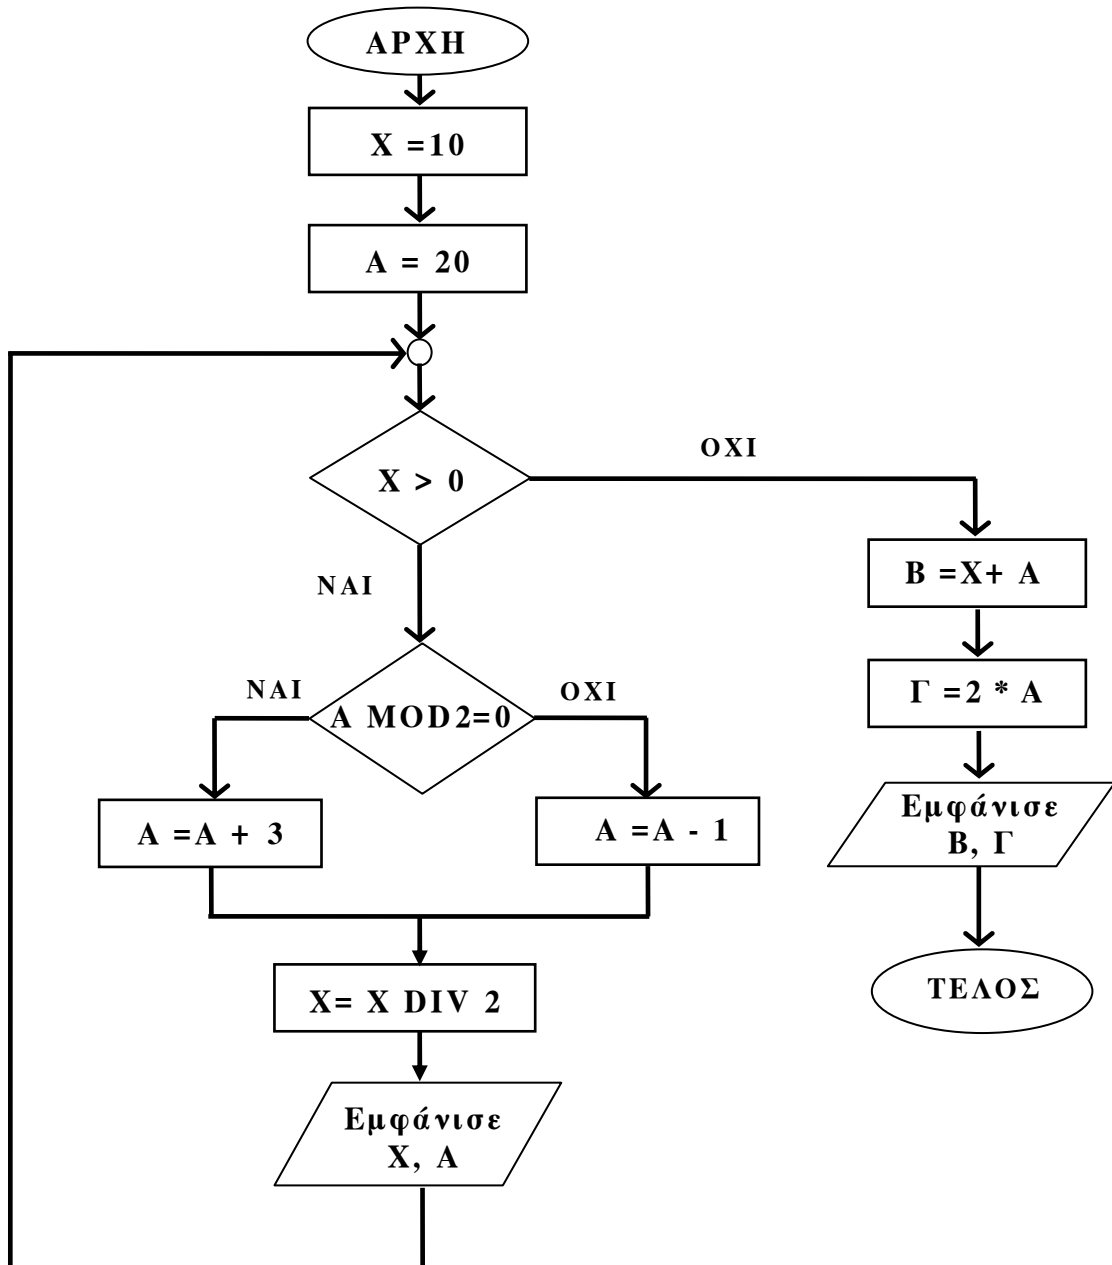 ΑΡΧΗ
Χ =10
Α = 20
Χ > 0
ΟΧΙ
ΝΑΙ
Α MOD2=0
ΝΑΙ
ΟΧΙ
Α =Α + 3
Α =Α - 1
Χ= Χ DIV 2
Εμφάνισε
Χ, Α
Β =Χ+ Α
Γ =2 * Α
Εμφάνισε
Β, Γ
ΤΕΛΟΣ